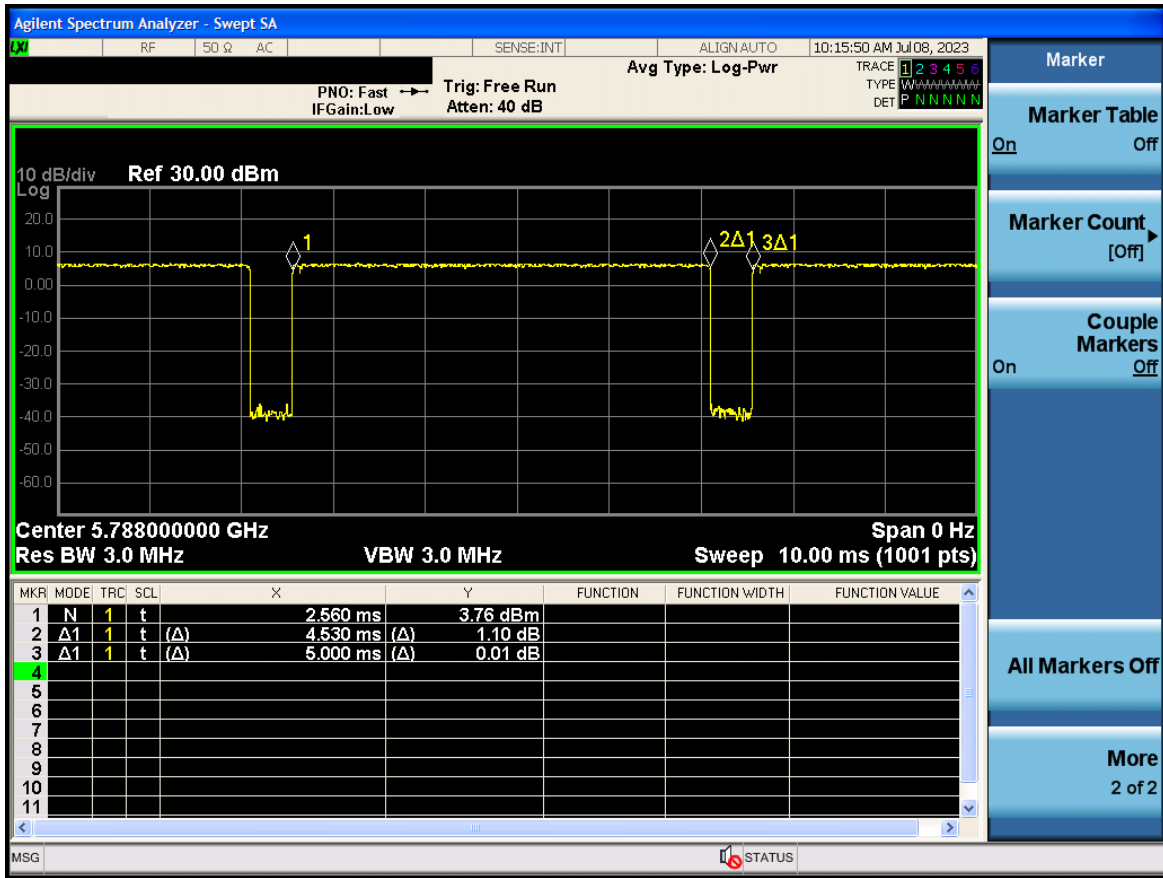 Agilent Spectrum Analyzer - Swept SA
LXI RF 50 Ω AC SENSE:INT ALIGN AUTO 10:15:50 AM Jul 08, 2023
Marker
Avg Type: Log-Pwr
TRACE 1 2 3 4 5 6
PNO: Fast
Trig: Free Run
TYPE WWWWWW
IFGain:Low
Atten: 40 dB
DET P N N N N N
Marker Table
On Off
10 dB/div Ref 30.00 dBm
Log
20.0
10.0
0.00
-10.0
-20.0
-30.0
-40.0
-50.0
-60.0
1
2Δ1
3Δ1
Marker Count
[Off]
Couple
Markers
On Off
Center 5.788000000 GHz Span 0 Hz
Res BW 3.0 MHz VBW 3.0 MHz Sweep 10.00 ms (1001 pts)
MKR MODE TRC SCL X Y FUNCTION FUNCTION WIDTH FUNCTION VALUE
1 N 1 t 2.560 ms 3.76 dBm
2 Δ1 1 t (Δ) 4.530 ms (Δ) 1.10 dB
3 Δ1 1 t (Δ) 5.000 ms (Δ) 0.01 dB
4
5
6
7
8
9
10
11
All Markers Off
More
2 of 2
MSG STATUS